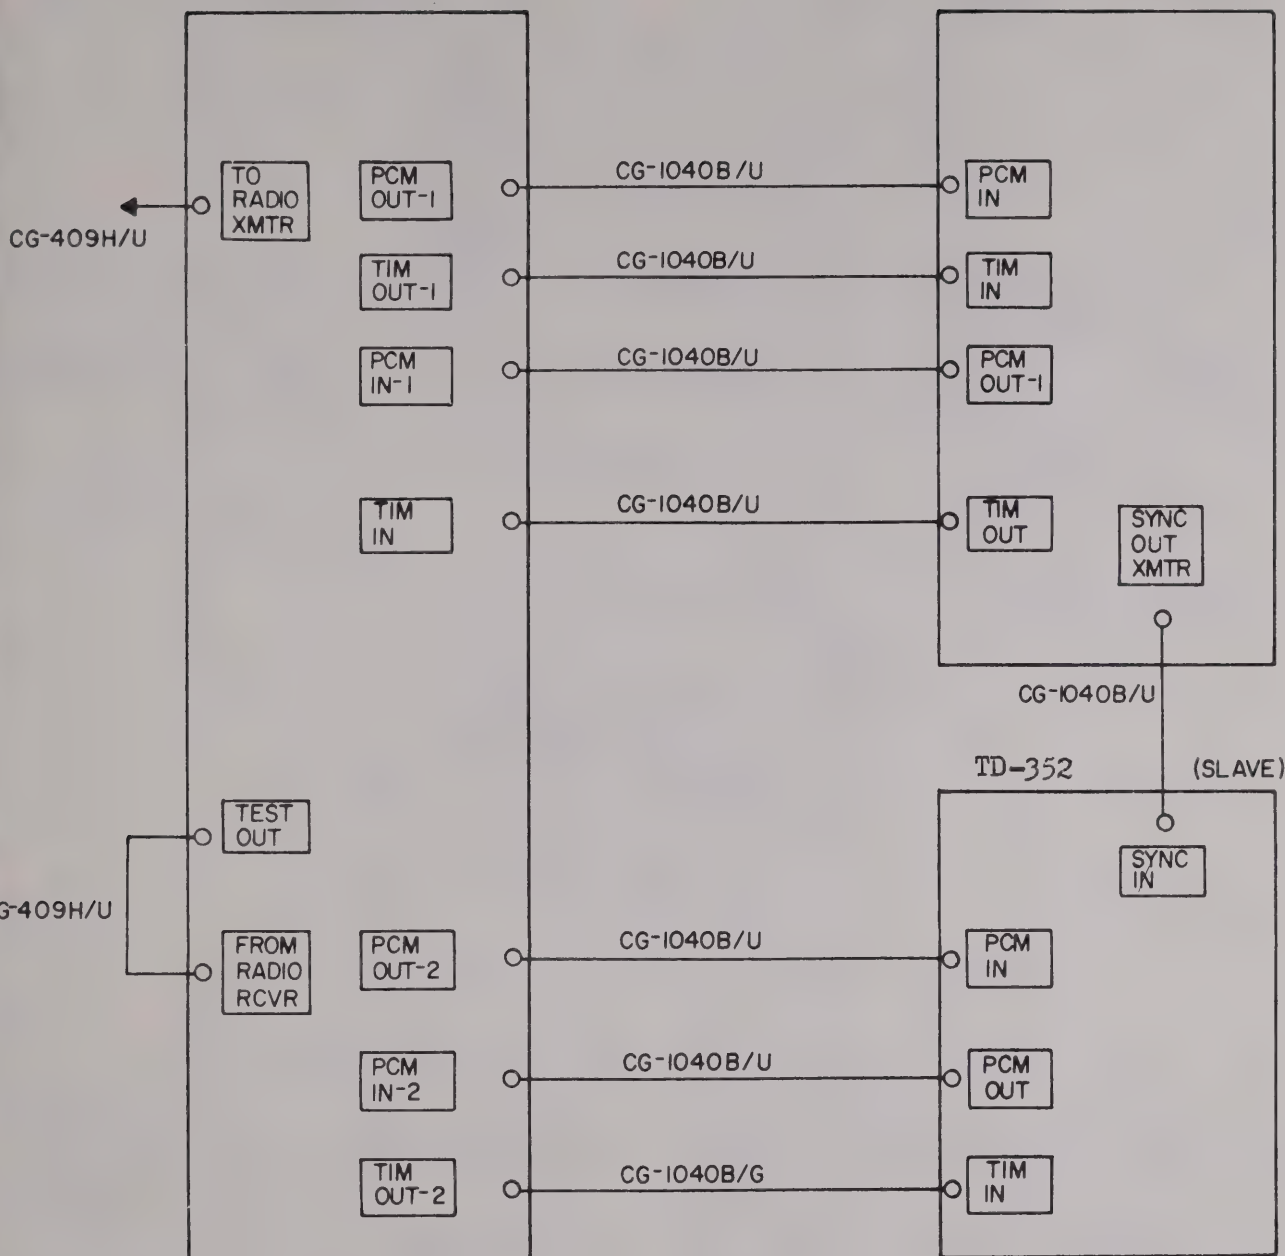 TO
RADIO
XMTR
PCM
OUT-1
CG-1040B/U
PCM
IN
CG-409H/U
TIM
OUT-1
CG-1040B/U
TIM
IN
PCM
IN-1
CG-1040B/U
PCM
OUT-1
TIM
IN
CG-1040B/U
TIM
OUT
SYNC
OUT
XMTR
CG-1040B/U
TD-352 (SLAVE)
TEST
OUT
SYNC
IN
G-409H/U
FROM
RADIO
RCVR
PCM
OUT-2
CG-1040B/U
PCM
IN
PCM
IN-2
CG-1040B/U
PCM
OUT
TIM
OUT-2
CG-1040B/G
TIM
IN